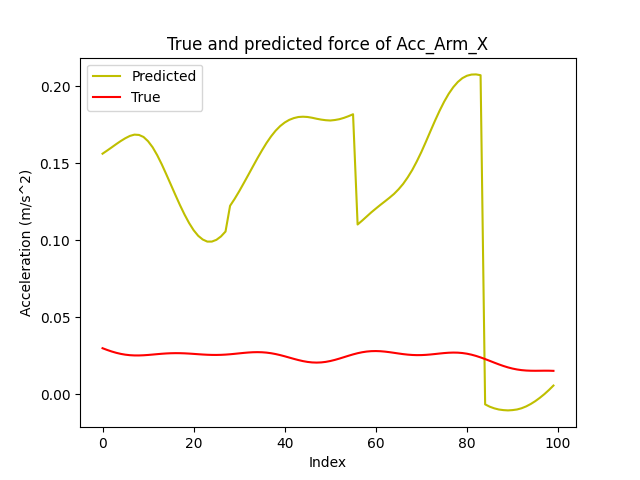 True and predicted force of Acc_Arm_X
Predicted
True
Acceleration (m/s^2)
0.20
0.15
0.10
0.05
0.00
0 20 40 60 80 100
Index